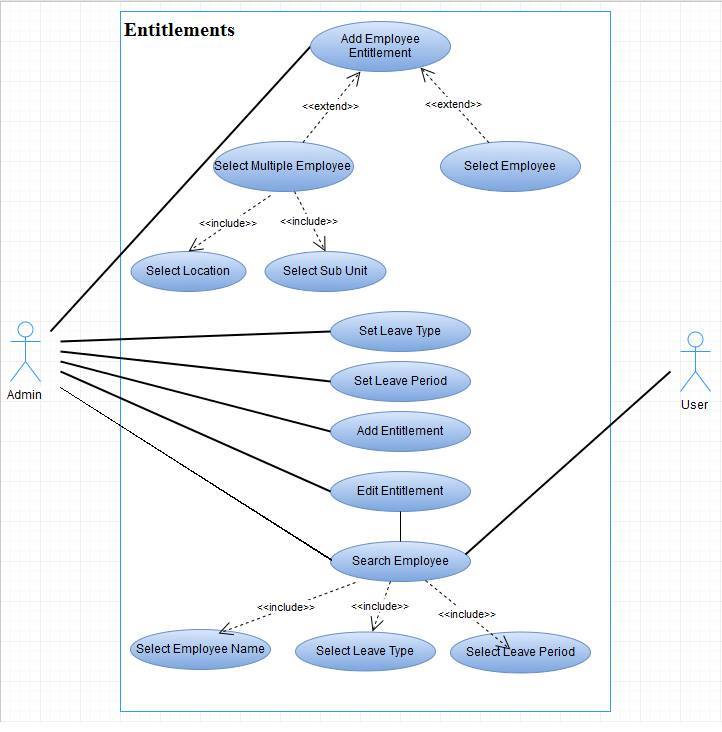 Entitlements
Add Employee
Entitlement
<<extend>>
<<extend>>
Select Multiple Employee
Select Employee
<<include>>
<<include>>
Select Location
Select Sub Unit
Set Leave Type
Set Leave Period
Admin
User
Add Entitlement
Edit Entitlement
Search Employee
<<include>>
<<include>>
<<include>>
Select Employee Name
Select Leave Type
Select Leave Period